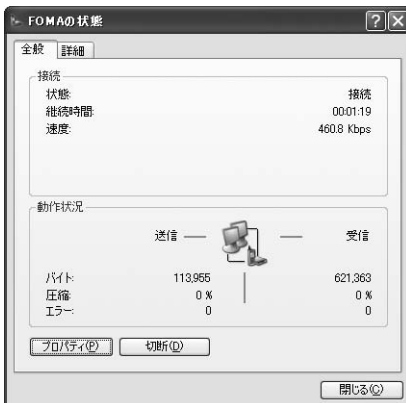 FOMAの状態
全般 詳細
接続
状態: 接続
継続時間: 00:01:19
速度: 460.8 Kbps
動作状況
送信 — — 受信
バイト: 113,955 621,363
圧縮: 0 % 0 %
エラー: 0 0
プロパティ(P) 切断(D)
閉じる(C)